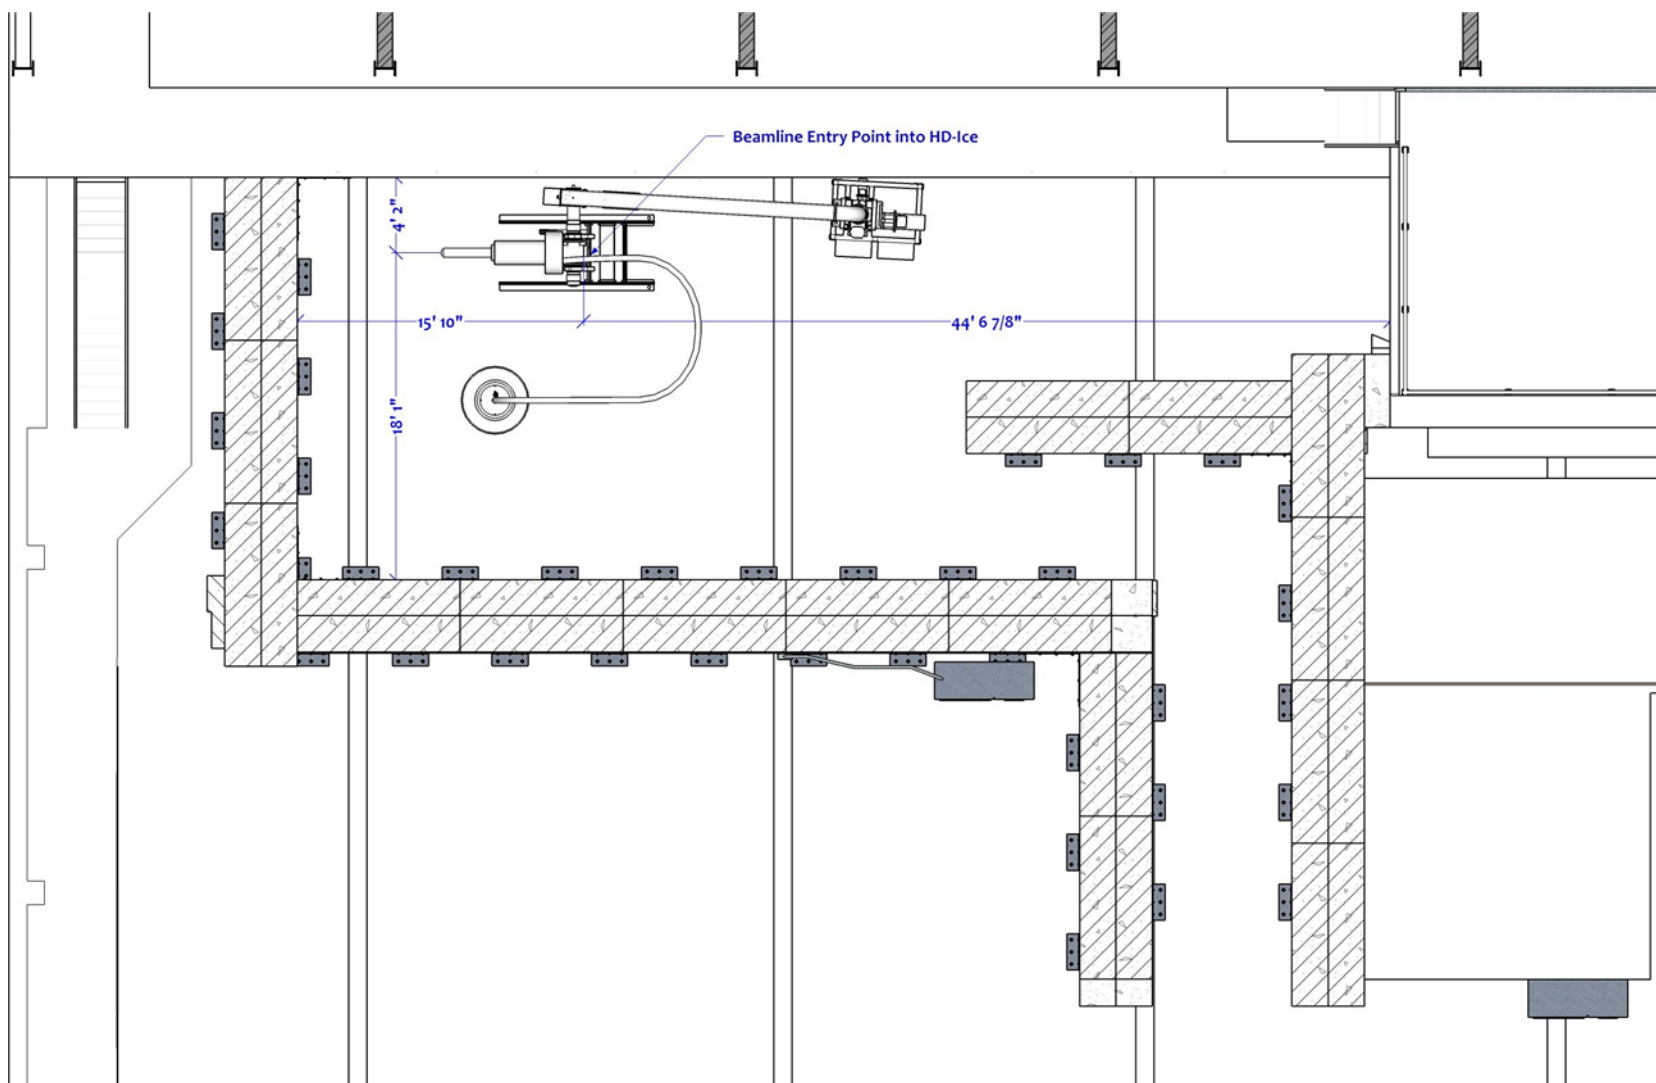 Beamline Entry Point into HD-Ice
4' 2"
15' 10"
44' 6 7/8"
18' 1"